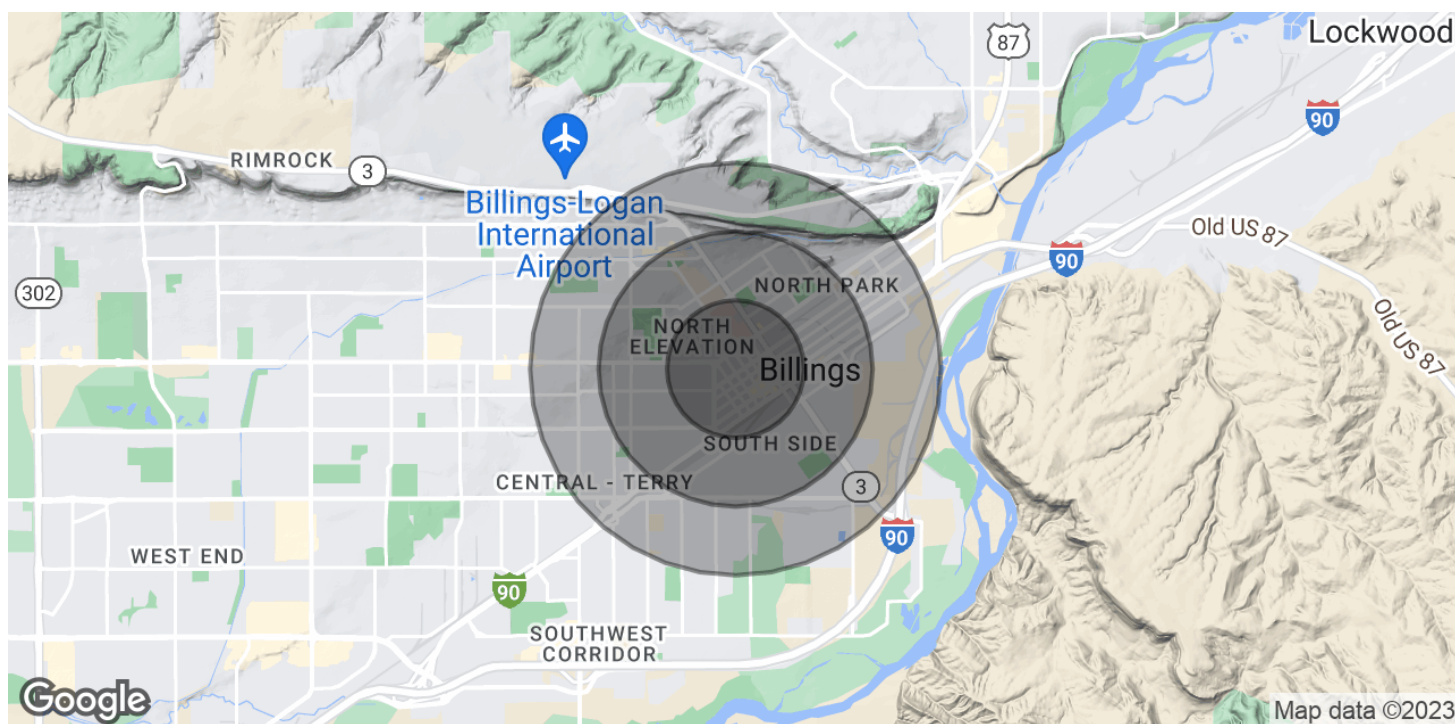 87
Lockwood
90
RIMROCK
3
Billings-Logan
International
Airport
Old US 87
90
302
NORTH PARK
Old US 87
NORTH
ELEVATION
Billings
SOUTH SIDE
CENTRAL - TERRY
3
90
WEST END
90
SOUTHWEST
CORRIDOR
Google
Map data ©2023